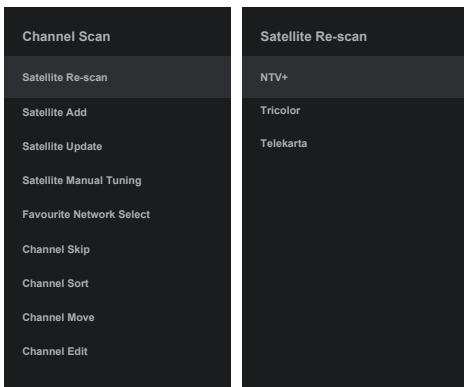 Channel Scan
Satellite Re-scan
Satellite Add
Satellite Update
Satellite Manual Tuning
Favourite Network Select
Channel Skip
Channel Sort
Channel Move
Channel Edit
Satellite Re-scan
NTV+
Tricolor
Telekarta